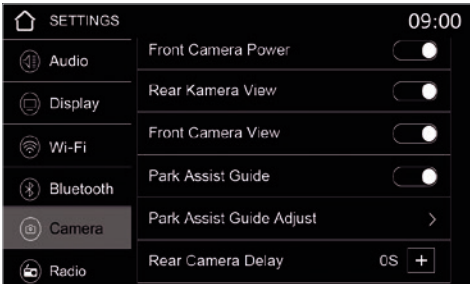 SETTINGS 09:00
Audio
Display
Wi-Fi
Bluetooth
Camera
Radio
Front Camera Power
Rear Kamera View
Front Camera View
Park Assist Guide
Park Assist Guide Adjust >
Rear Camera Delay 0S +